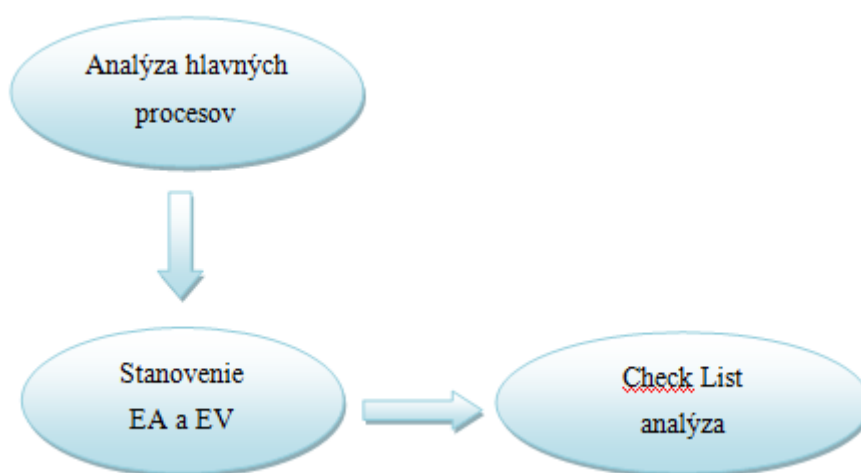 Analýza hlavných
procesov
Stanovenie
EA a EV
Check List
analýza